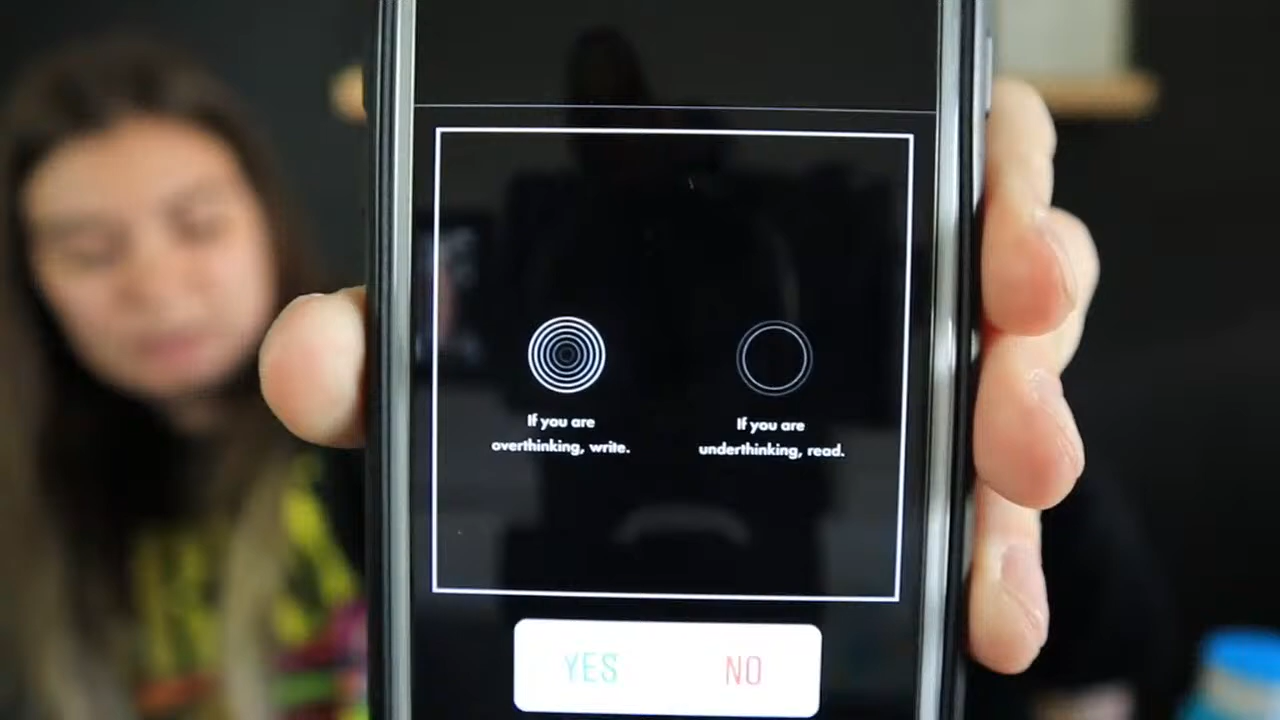 If you are
overthinking, write.
If you are
underthinking, read.
YES NO